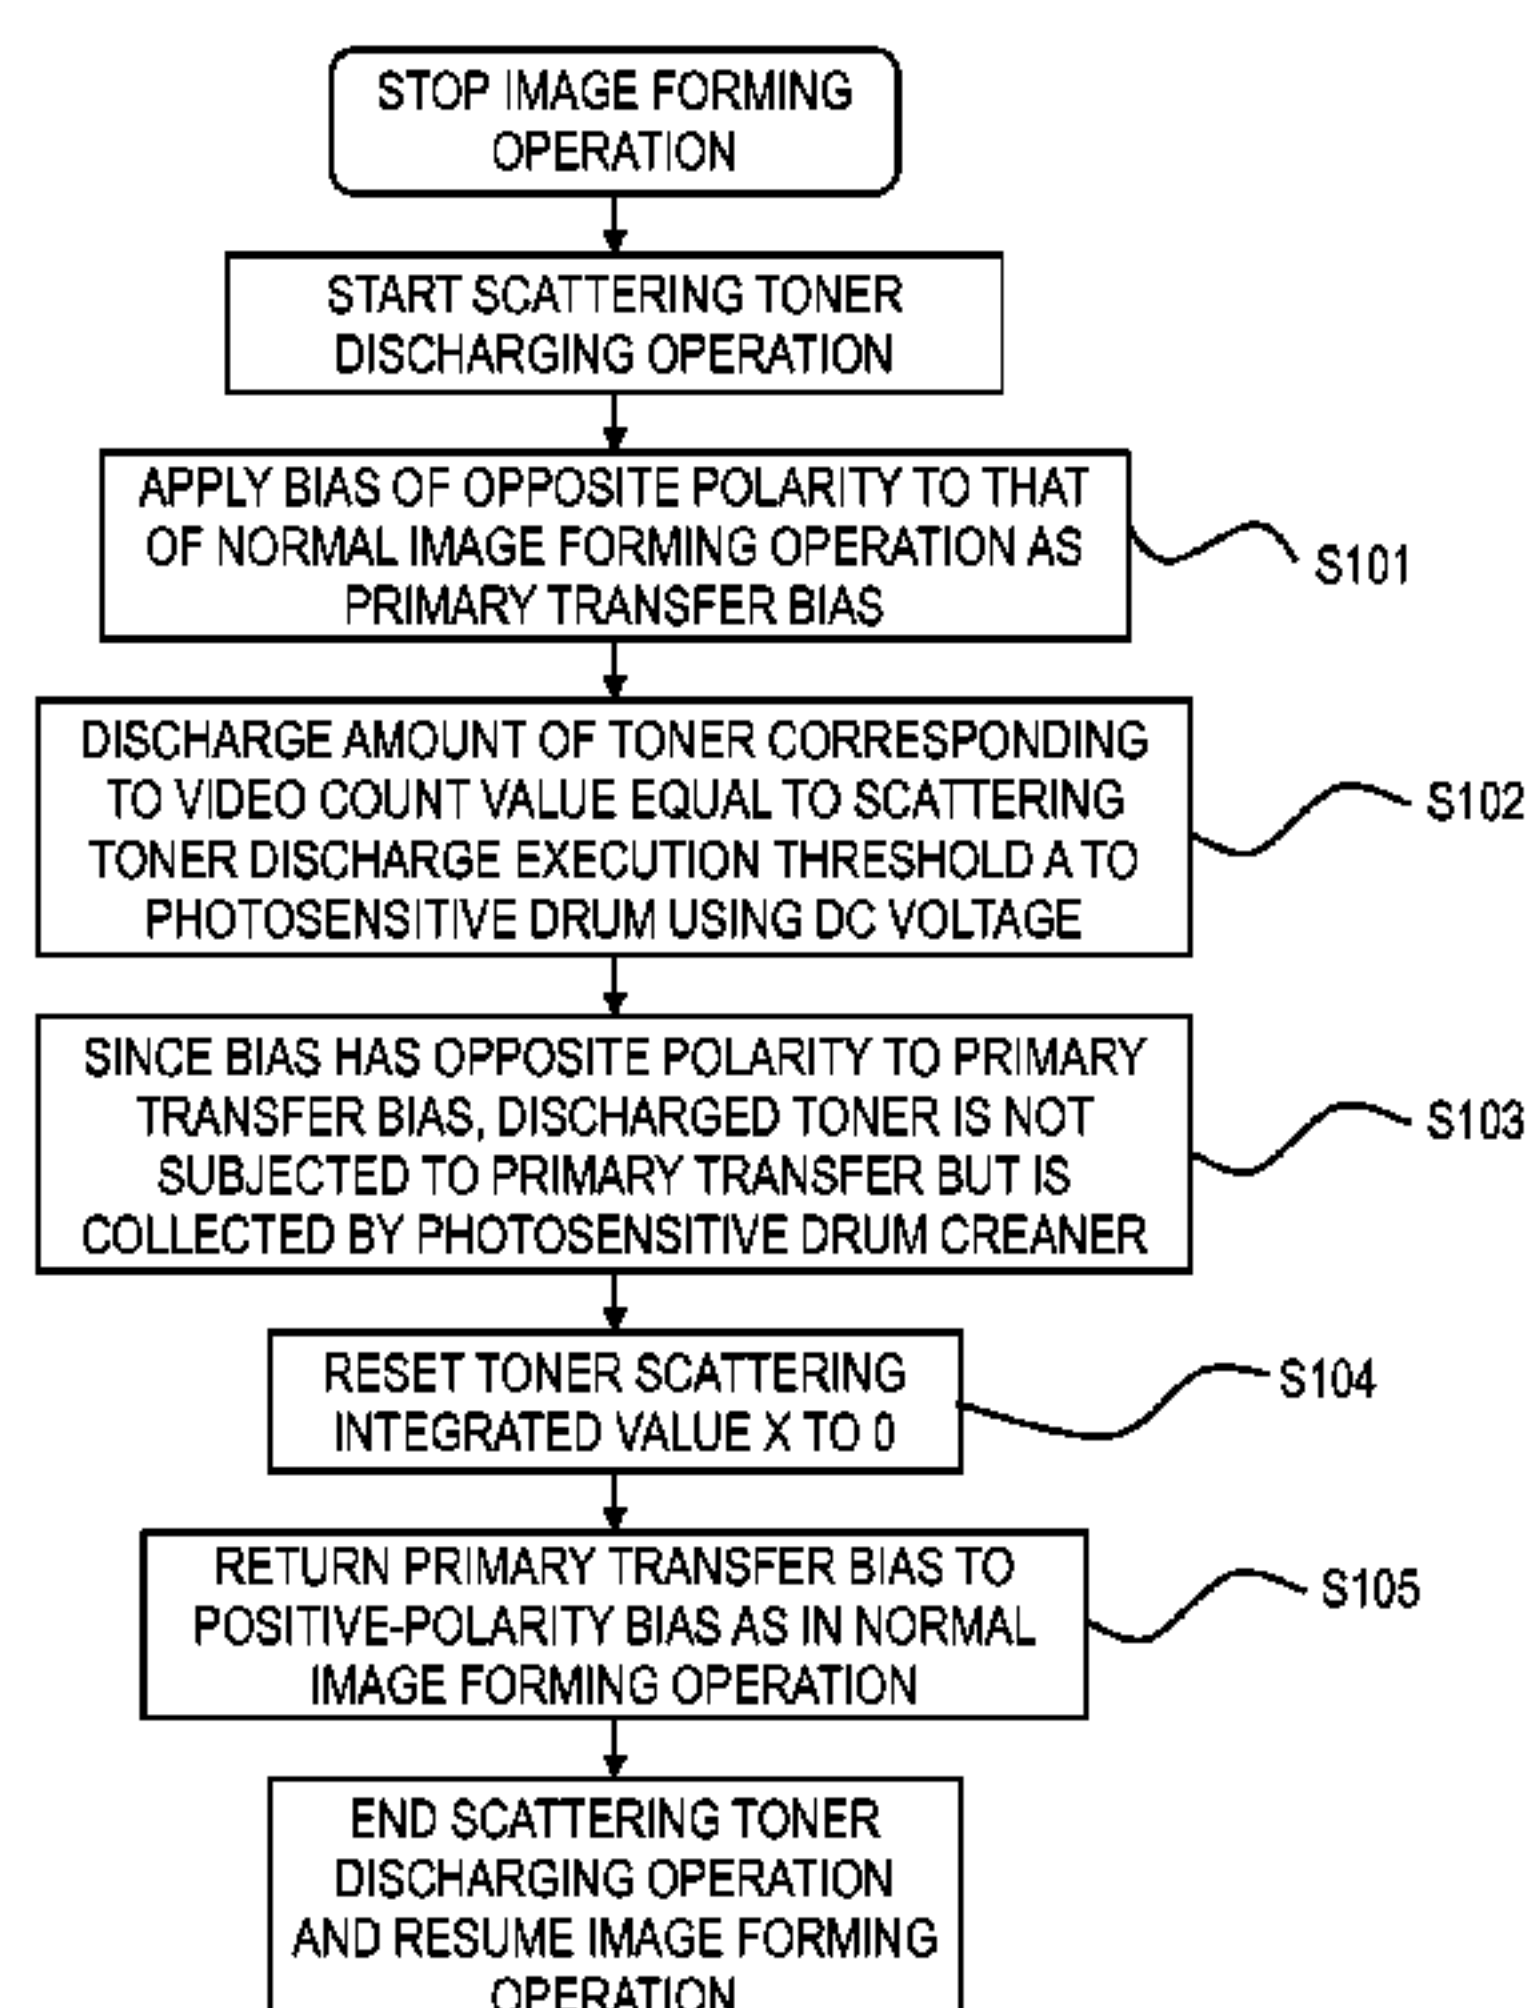 STOP IMAGE FORMING
OPERATION
START SCATTERING TONER
DISCHARGING OPERATION
APPLY BIAS OF OPPOSITE POLARITY TO THAT
OF NORMAL IMAGE FORMING OPERATION AS
PRIMARY TRANSFER BIAS
S101
DISCHARGE AMOUNT OF TONER CORRESPONDING
TO VIDEO COUNT VALUE EQUAL TO SCATTERING
TONER DISCHARGE EXECUTION THRESHOLD A TO
PHOTOSENSITIVE DRUM USING DC VOLTAGE
S102
SINCE BIAS HAS OPPOSITE POLARITY TO PRIMARY
TRANSFER BIAS, DISCHARGED TONER IS NOT
SUBJECTED TO PRIMARY TRANSFER BUT IS
COLLECTED BY PHOTOSENSITIVE DRUM CREANER
S103
RESET TONER SCATTERING
INTEGRATED VALUE X TO 0
S104
RETURN PRIMARY TRANSFER BIAS TO
POSITIVE-POLARITY BIAS AS IN NORMAL
IMAGE FORMING OPERATION
S105
END SCATTERING TONER
DISCHARGING OPERATION
AND RESUME IMAGE FORMING
OPERATION